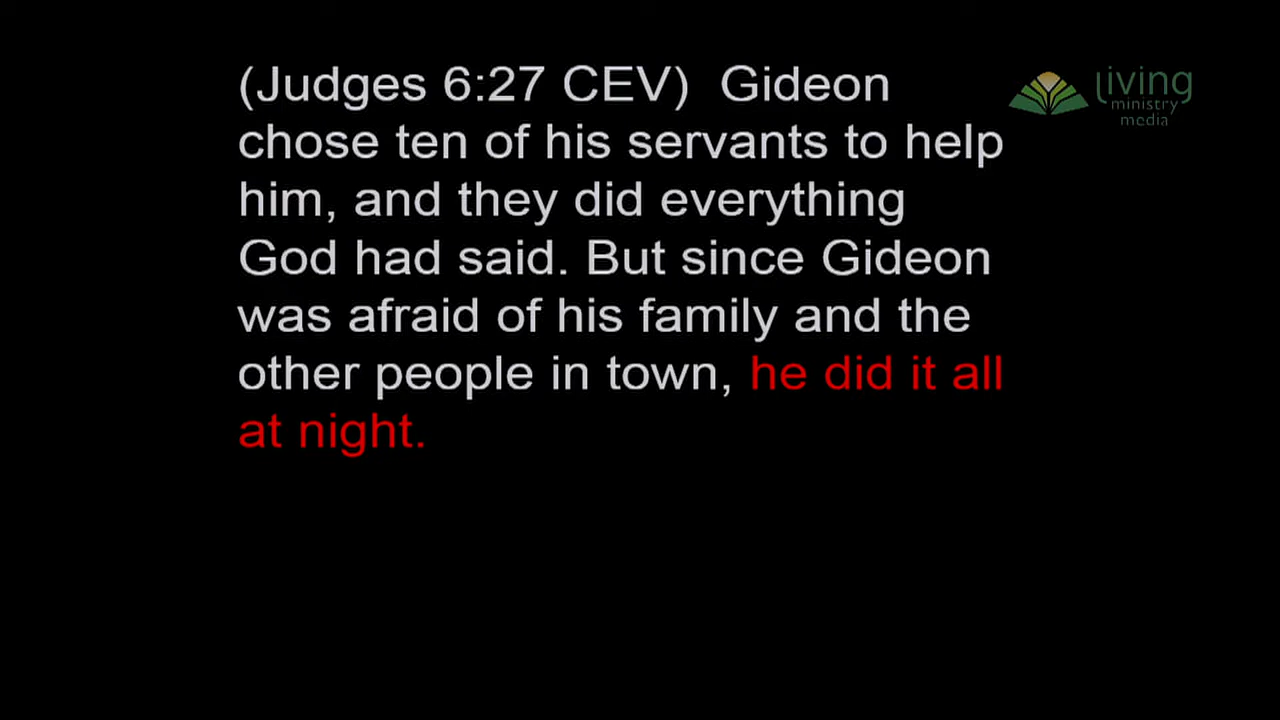 (Judges 6:27 CEV)  Gideon
chose ten of his servants to help
him, and they did everything
God had said. But since Gideon
was afraid of his family and the
other people in town, he did it all
at night.
Living
ministry
media